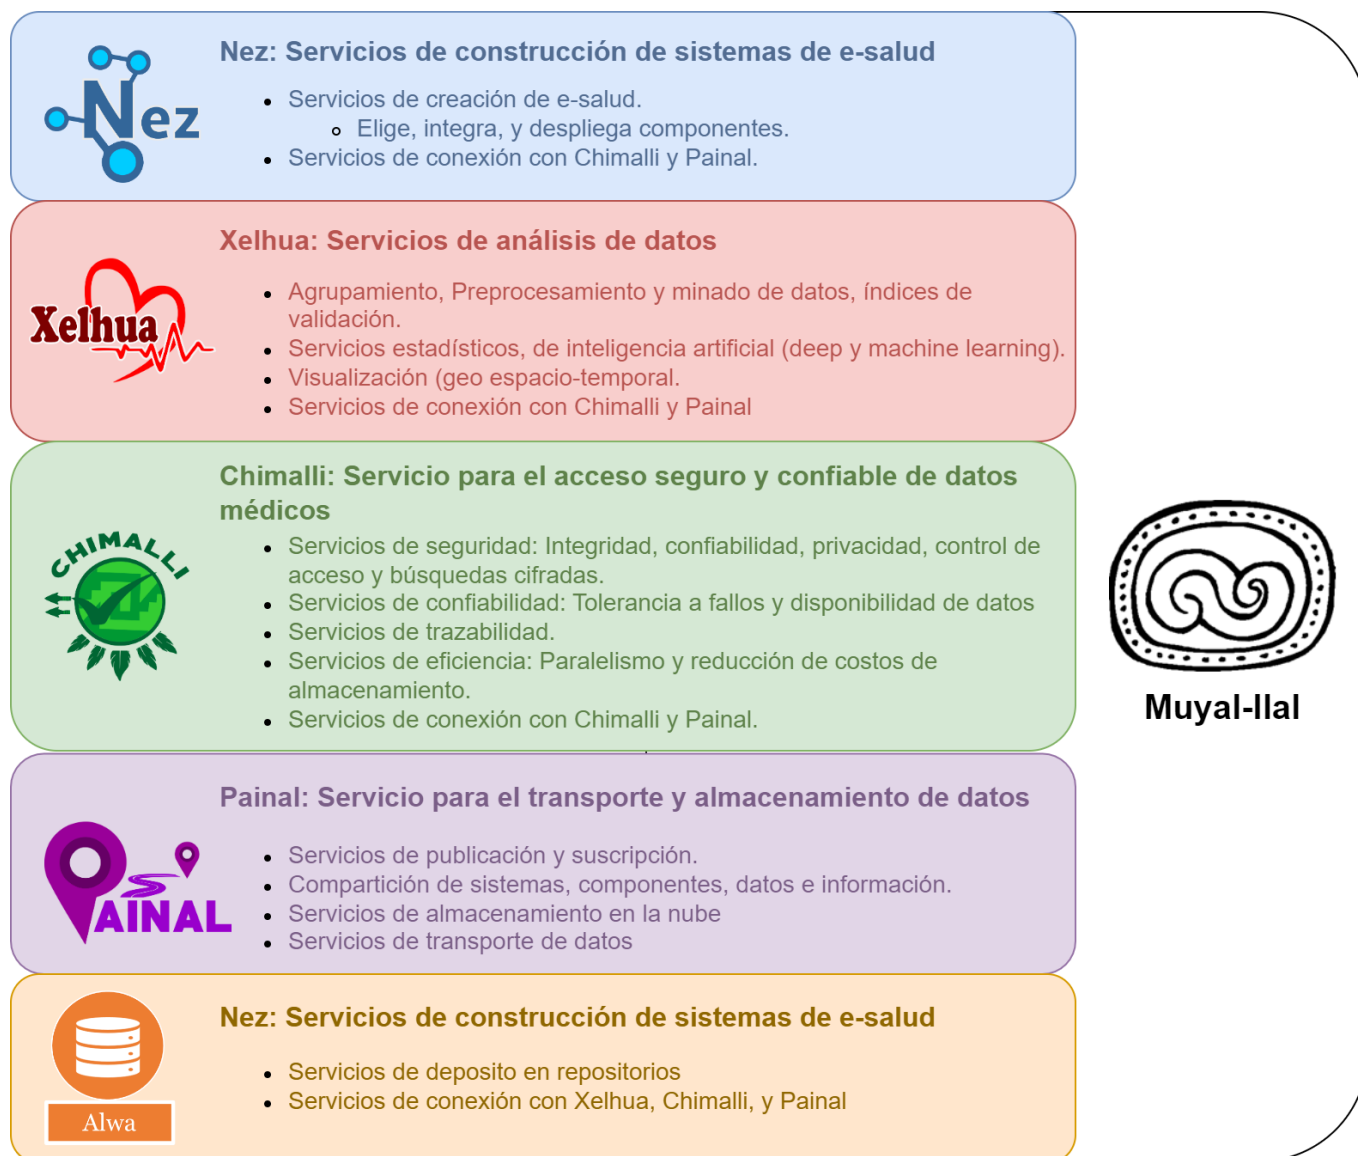 Nez
Nez: Servicios de construcción de sistemas de e-salud
Servicios de creación de e-salud.
Elige, integra, y despliega componentes.
Servicios de conexión con Chimalli y Painal.
Xelhua
Xelhua: Servicios de análisis de datos
Agrupamiento, Preprocesamiento y minado de datos, índices de
validación.
Servicios estadísticos, de inteligencia artificial (deep y machine learning).
Visualización (geo espacio-temporal.
Servicios de conexión con Chimalli y Painal
CHIMALLI
Chimalli: Servicio para el acceso seguro y confiable de datos
médicos
Servicios de seguridad: Integridad, confiabilidad, privacidad, control de
acceso y búsquedas cifradas.
Servicios de confiabilidad: Tolerancia a fallos y disponibilidad de datos
Servicios de trazabilidad.
Servicios de eficiencia: Paralelismo y reducción de costos de
almacenamiento.
Servicios de conexión con Chimalli y Painal.
Muyal-Ilal
PAINAL
Painal: Servicio para el transporte y almacenamiento de datos
Servicios de publicación y suscripción.
Compartición de sistemas, componentes, datos e información.
Servicios de almacenamiento en la nube
Servicios de transporte de datos
Alwa
Nez: Servicios de construcción de sistemas de e-salud
Servicios de deposito en repositorios
Servicios de conexión con Xelhua, Chimalli, y Painal